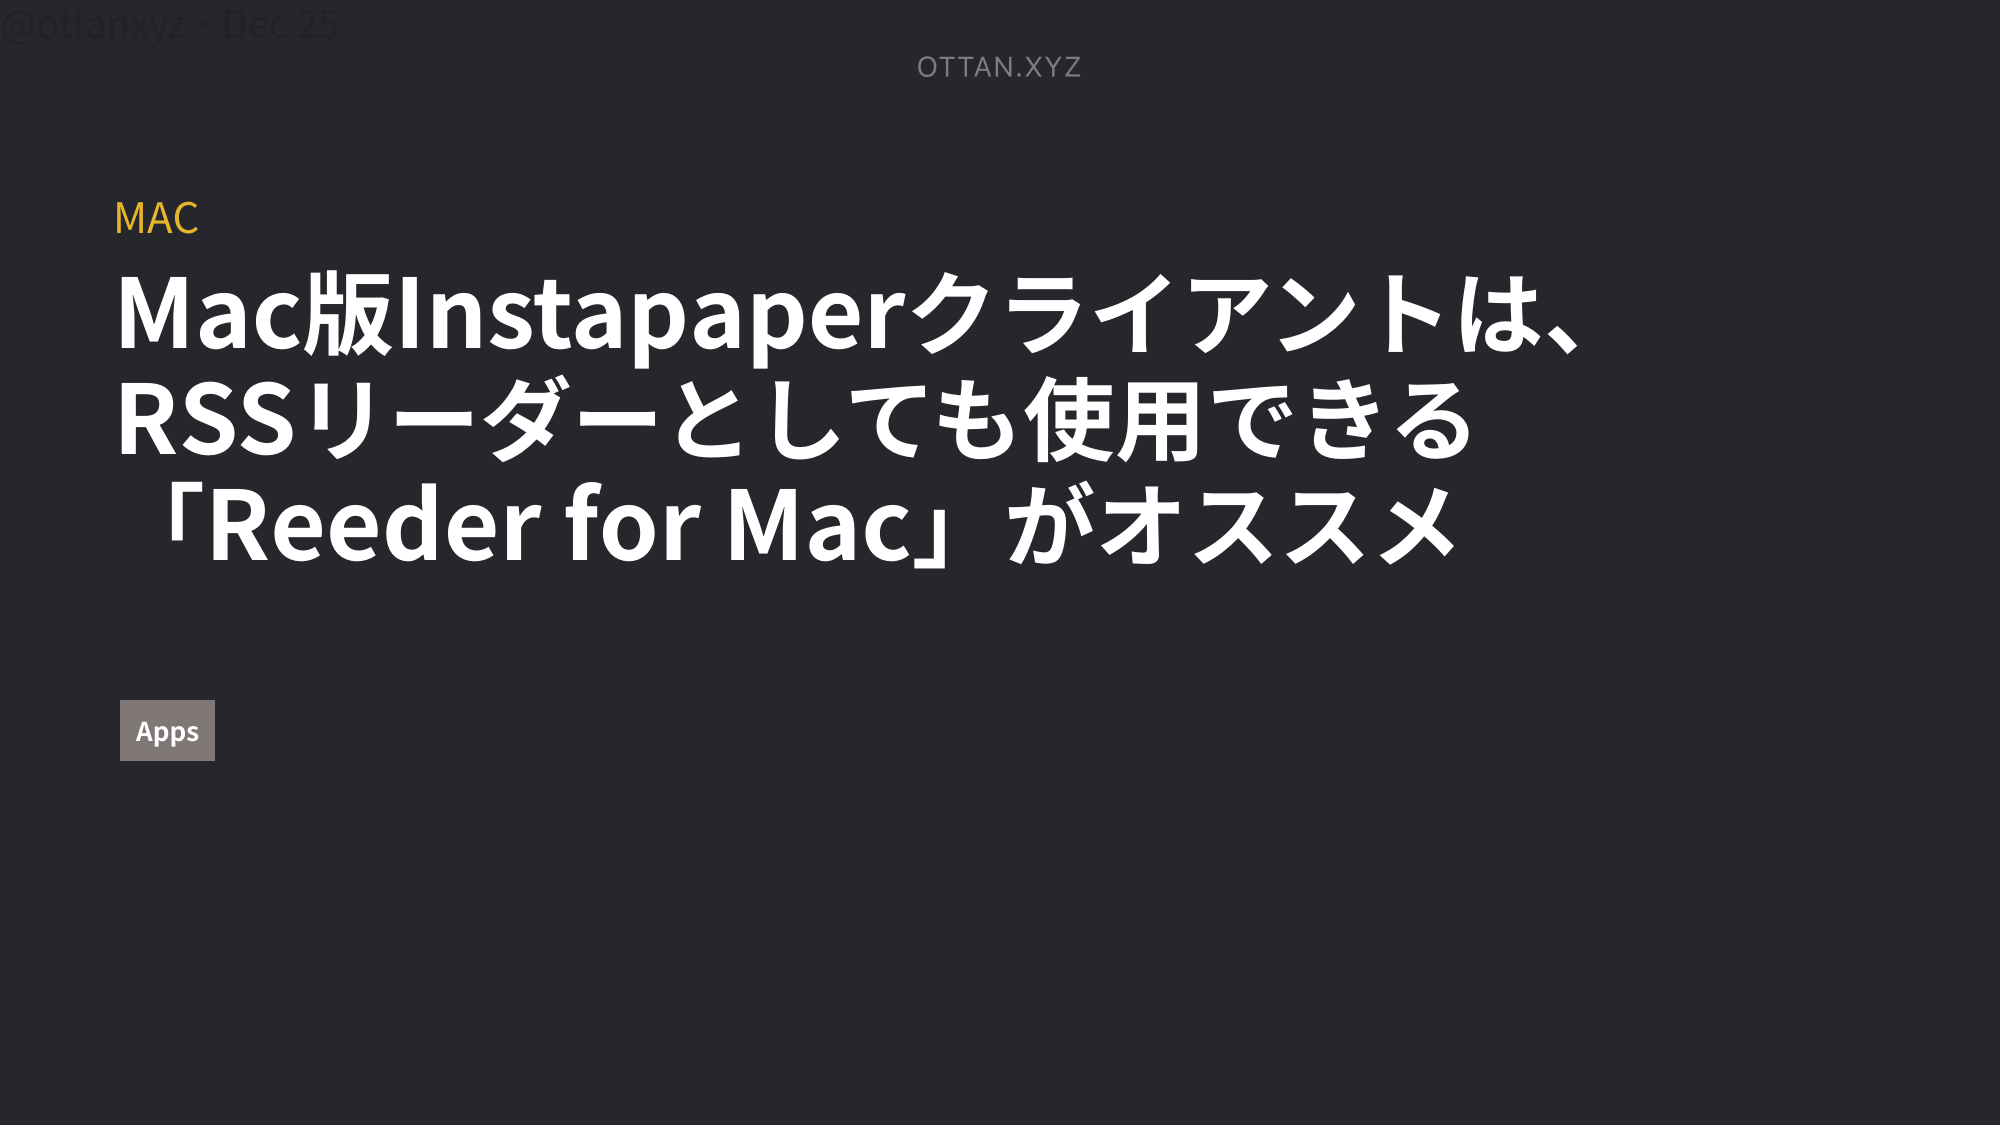 @ottanxyz・Dec 25
OTTAN.XYZ
MAC
Mac版Instapaperクライアントは、
RSSリーダーとしても使用できる
「Reeder for Mac」がオススメ
Apps